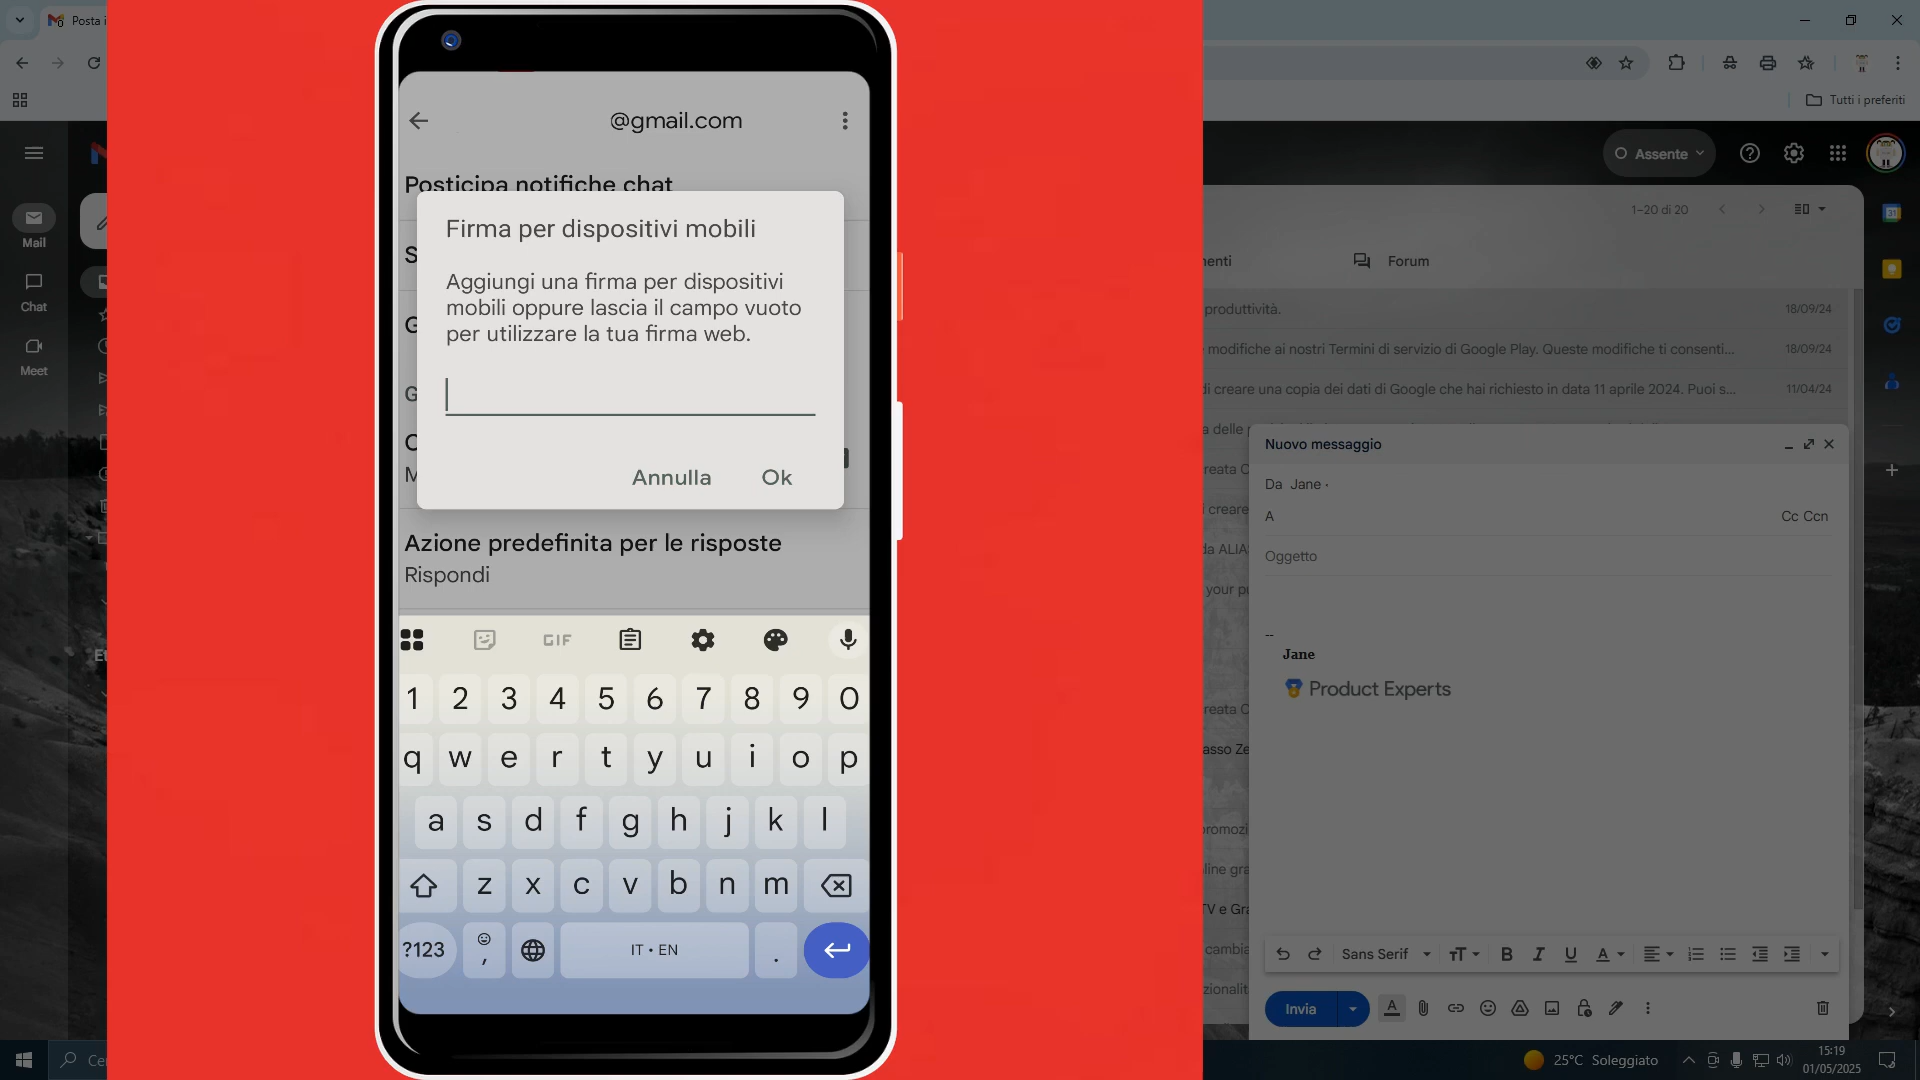 Posta i
Tutti i preferiti
@gmail.com
Assente
Posticipa notifiche chat
1–20 di 20
Firma per dispositivi mobili
Mail
Forum
Aggiungi una firma per dispositivi
mobili oppure lascia il campo vuoto
per utilizzare la tua firma web.
Chat
Meet
produttività.
18/09/24
modifiche ai nostri Termini di servizio di Google Play. Queste modifiche ti consenti...
18/09/24
di creare una copia dei dati di Google che hai richiesto in data 11 aprile 2024. Puoi s...
11/04/24
Annulla
Ok
Azione predefinita per le risposte
Rispondi
Nuovo messaggio
Da Jane
A
Cc Ccn
Oggetto
--
Jane
Product Experts
GIF
1 2 3 4 5 6 7 8 9 0
q w e r t y u i o p
a s d f g h j k l
z x c v b n m
?123 , IT • EN .
Sans Serif
Invia
25°C Soleggiato
15:19
01/05/2025